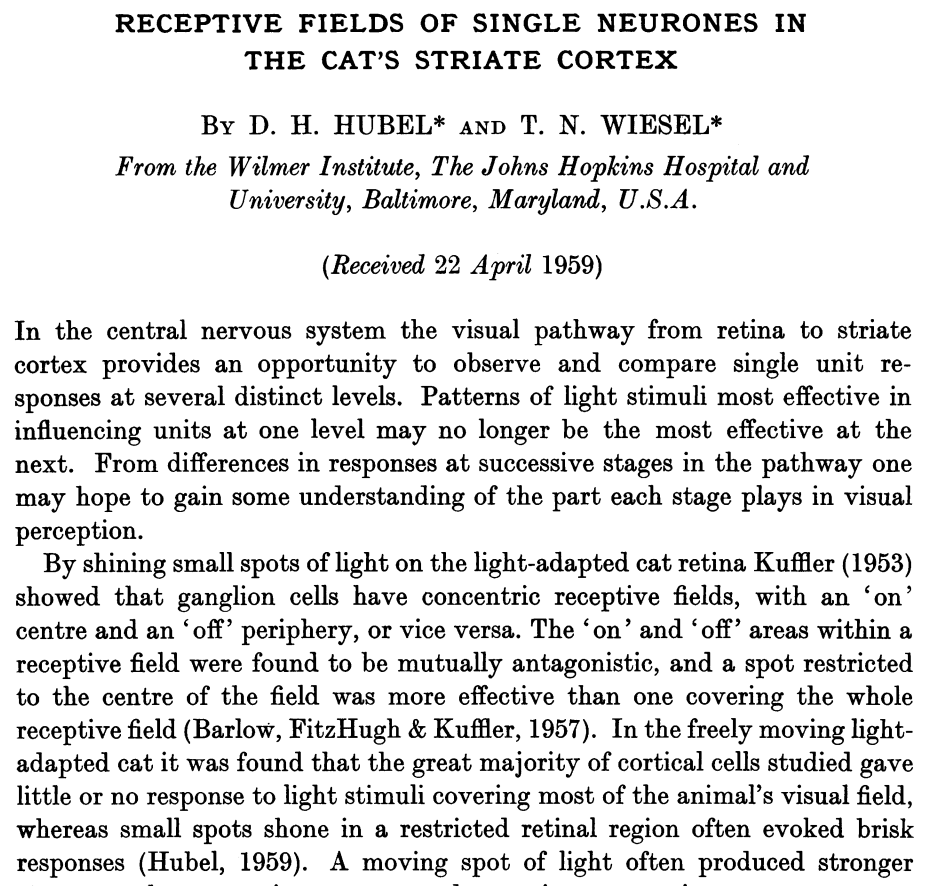 RECEPTIVE FIELDS OF SINGLE NEURONES IN
THE CAT'S STRIATE CORTEX
BY D. H. HUBEL* AND T. N. WIESEL*
From the Wilmer Institute, The Johns Hopkins Hospital and
University, Baltimore, Maryland, U.S.A.
(Received 22 April 1959)
In the central nervous system the visual pathway from retina to striate
cortex provides an opportunity to observe and compare single unit re-
sponses at several distinct levels. Patterns of light stimuli most effective in
influencing units at one level may no longer be the most effective at the
next. From differences in responses at successive stages in the pathway one
may hope to gain some understanding of the part each stage plays in visual
perception.
By shining small spots of light on the light-adapted cat retina Kuffler (1953)
showed that ganglion cells have concentric receptive fields, with an 'on'
centre and an 'off' periphery, or vice versa. The 'on' and 'off' areas within a
receptive field were found to be mutually antagonistic, and a spot restricted
to the centre of the field was more effective than one covering the whole
receptive field (Barlow, FitzHugh & Kuffler, 1957). In the freely moving light-
adapted cat it was found that the great majority of cortical cells studied gave
little or no response to light stimuli covering most of the animal's visual field,
whereas small spots shone in a restricted retinal region often evoked brisk
responses (Hubel, 1959). A moving spot of light often produced stronger